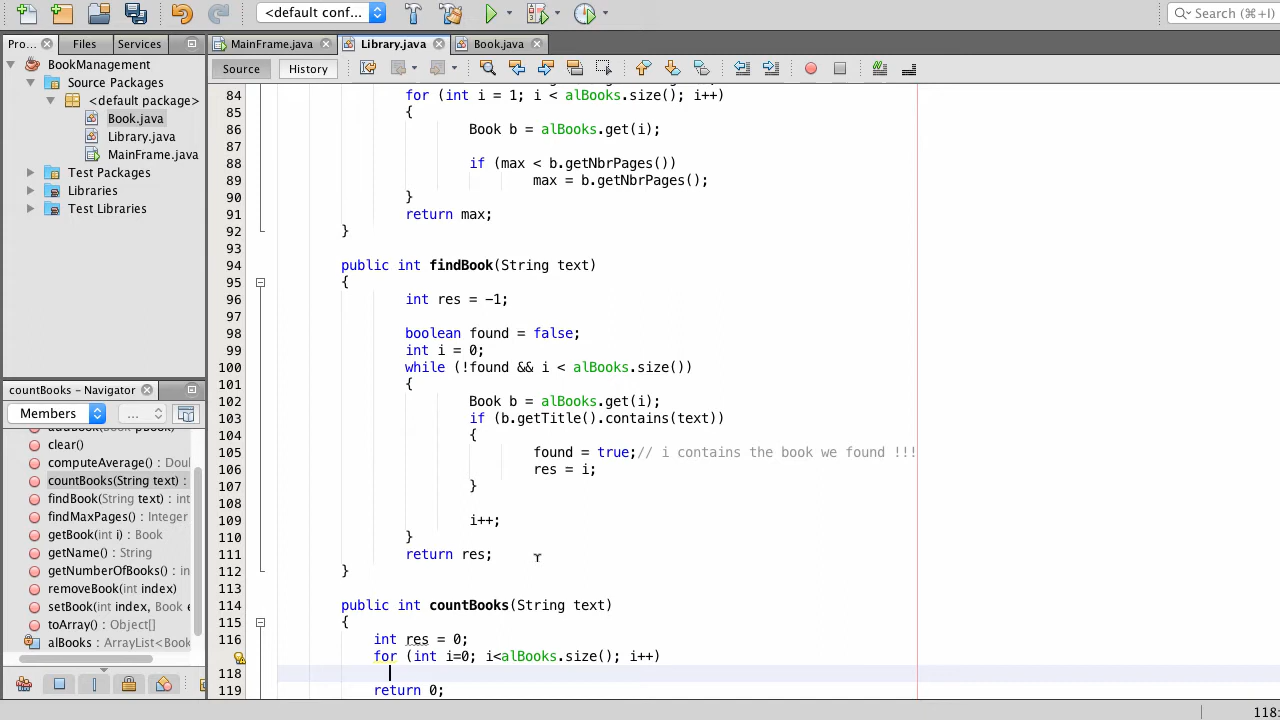 <default conf...
Search (⌘+I)
Pro... Files Services
MainFrame.java Library.java Book.java
Source History
BookManagement
Source Packages
<default package>
Book.java
Library.java
MainFrame.java
Test Packages
Libraries
Test Libraries
countBooks – Navigator
Members ...
clear()
computeAverage() : Doul
countBooks(String text) :
findBook(String text) : int
findMaxPages() : Integer
getBook(int i) : Book
getName() : String
getNumberOfBooks() : int
removeBook(int index)
setBook(int index, Book e
toArray() : Object[]
alBooks : ArrayList<Book
84 for (int i = 1; i < alBooks.size(); i++)
85 {
86 Book b = alBooks.get(i);
87
88 if (max < b.getNbrPages())
89 max = b.getNbrPages();
90 }
91 return max;
92 }
93
94 public int findBook(String text)
95 {
96 int res = -1;
97
98 boolean found = false;
99 int i = 0;
100 while (!found && i < alBooks.size())
101 {
102 Book b = alBooks.get(i);
103 if (b.getTitle().contains(text))
104 {
105 found = true;// i contains the book we found !!!
106 res = i;
107 }
108
109 i++;
110 }
111 return res;
112 }
113
114 public int countBooks(String text)
115 {
116 int res = 0;
for (int i=0; i<alBooks.size(); i++)
118
119 return 0;
118: